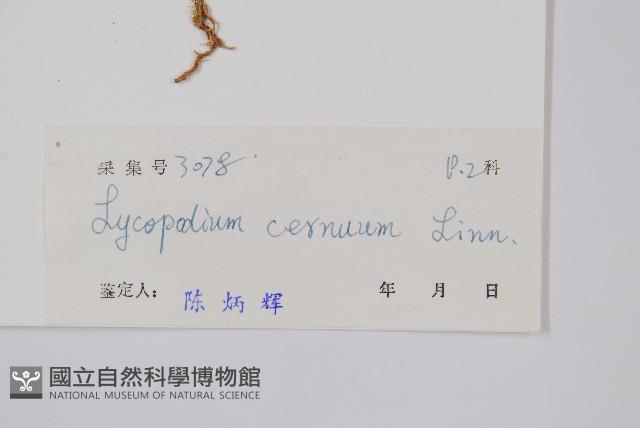 采集号 3078 P.2科
Lycopodium cernuum Linn.
鉴定人: 陈炳辉 年 月 日
國立自然科學博物館
NATIONAL MUSEUM OF NATURAL SCIENCE